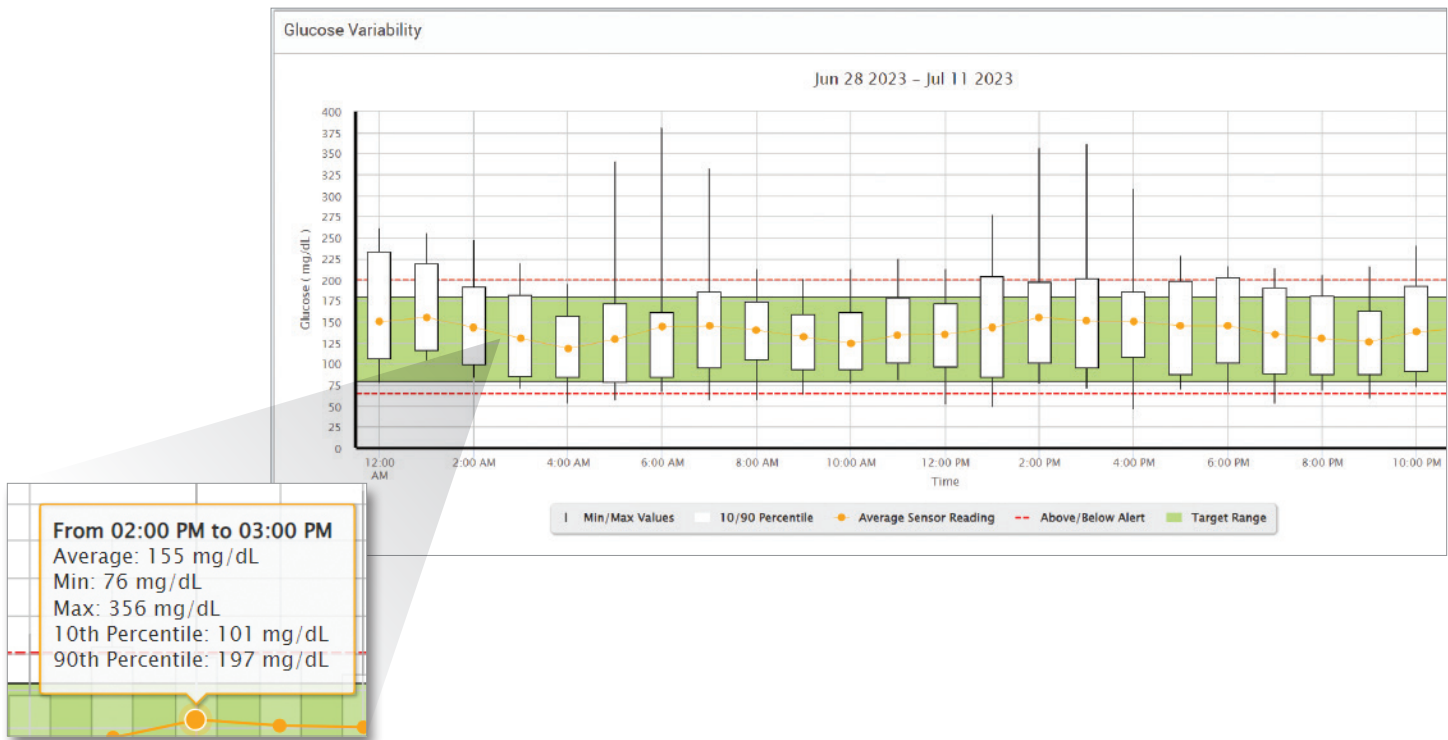 Glucose Variability
Jun 28 2023 – Jul 11 2023
400
375
350
325
300
275
250
225
200
175
150
125
100
75
50
25
0
Glucose ( mg/dL )
12:00 AM
2:00 AM
4:00 AM
6:00 AM
8:00 AM
10:00 AM
12:00 PM
2:00 PM
4:00 PM
6:00 PM
8:00 PM
10:00 PM
Time
Min/Max Values
10/90 Percentile
Average Sensor Reading
Above/Below Alert
Target Range
From 02:00 PM to 03:00 PM
Average: 155 mg/dL
Min: 76 mg/dL
Max: 356 mg/dL
10th Percentile: 101 mg/dL
90th Percentile: 197 mg/dL